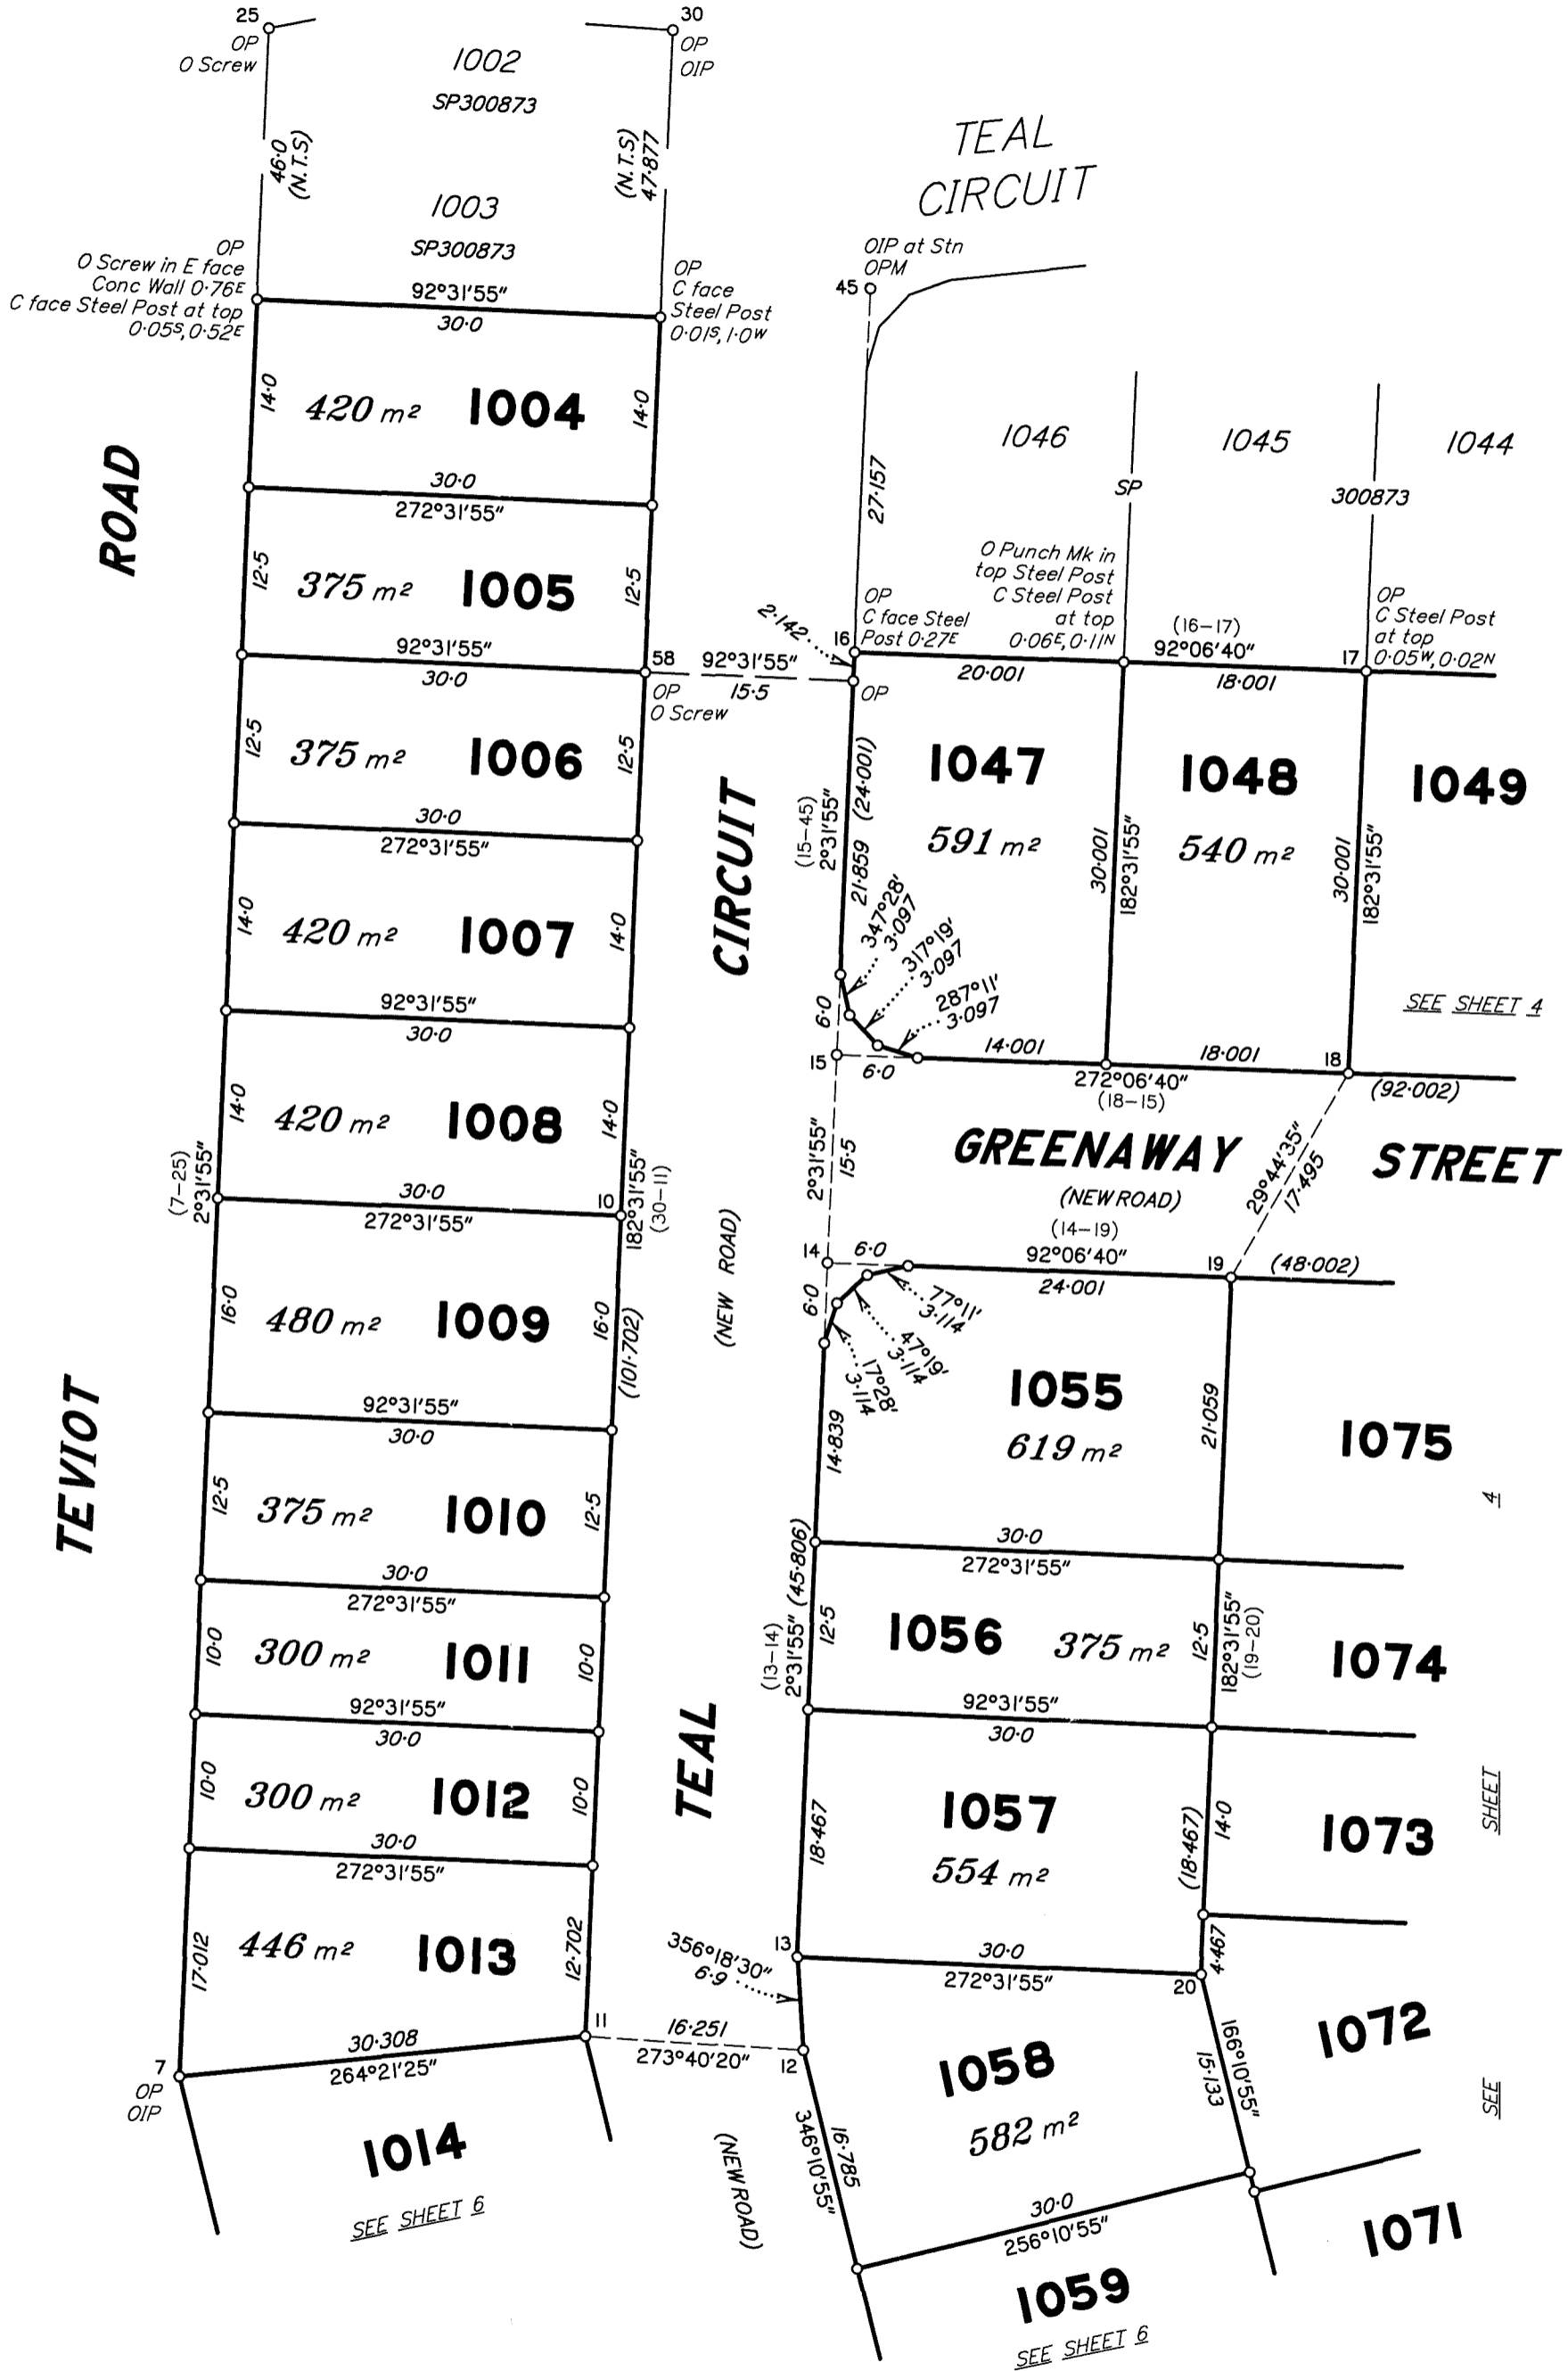 25
OP
O Screw
30
OP
OIP
1002
SP300873
46·0
(N.T.S)
(N.T.S)
47·877
1003
SP300873
OP
O Screw in E face
Conc Wall 0·76E
C face Steel Post at top
0·05S, 0·52E
OP
C face
Steel Post
0·01S, 1·0W
92°31'55"
30·0
14·0
420 m²
1004
14·0
30·0
272°31'55"
12·5
375 m²
1005
12·5
92°31'55"
30·0
58
OP
O Screw
92°31'55"
15·5
12·5
375 m²
1006
12·5
30·0
272°31'55"
14·0
420 m²
1007
14·0
92°31'55"
30·0
14·0
420 m²
1008
14·0
(7-25)
2°31'55"
30·0
272°31'55"
10
182°31'55"
(30-11)
16·0
480 m²
1009
16·0
(101·702)
92°31'55"
30·0
12·5
375 m²
1010
12·5
30·0
272°31'55"
10·0
300 m²
1011
10·0
92°31'55"
30·0
10·0
300 m²
1012
10·0
30·0
272°31'55"
17·012
446 m²
1013
12·702
7
OP
OIP
30·308
264°21'25"
11
1014
SEE SHEET 6
TEVIOT
ROAD
TEAL
CIRCUIT
OIP at Stn
OPM
45
27·157
1046
1045
1044
SP
300873
O Punch Mk in
top Steel Post
C Steel Post
at top
0·06E, 0·11N
OP
C face Steel
Post 0·27E
2·142
16
OP
(16-17)
92°06'40"
20·001
18·001
17
OP
C Steel Post
at top
0·05W, 0·02N
(15-45)
2°31'55"
21·859 (24·001)
1047
591 m²
30·001
182°31'55"
1048
540 m²
30·001
182°31'55"
1049
SEE SHEET 4
347°28'
3·097
317°19'
3·097
287°11'
3·097
6·0
15
6·0
14·001
18·001
18
272°06'40"
(18-15)
(92·002)
2°31'55"
15·5
GREENAWAY STREET
(NEW ROAD)
29°44'35"
17·495
(14-19)
14
6·0
92°06'40"
24·001
19
(48·002)
6·0
77°11'
3·114
47°19'
3·114
17°28'
3·114
14·839
1055
619 m²
21·059
1075
30·0
272°31'55"
(13-14)
2°31'55" (45·806)
12·5
1056
375 m²
12·5
182°31'55"
(19-20)
1074
92°31'55"
30·0
18·467
1057
554 m²
(18·467)
14·0
1073
SEE SHEET 4
4·467
13
30·0
272°31'55"
20
356°18'30"
6·9
16·251
273°40'20"
12
346°10'55"
16·785
1058
582 m²
166°10'55"
15·133
1072
30·0
256°10'55"
1071
1059
SEE SHEET 6
CIRCUIT
(NEW ROAD)
TEAL
(NEW ROAD)